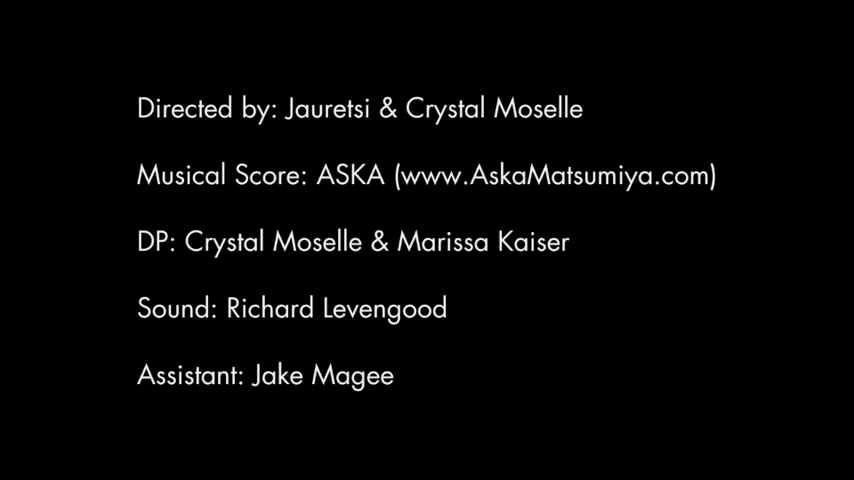 Directed by: Jauretsi & Crystal Moselle
Musical Score: ASKA (www.AskaMatsumiya.com)
DP: Crystal Moselle & Marissa Kaiser
Sound: Richard Levengood
Assistant: Jake Magee